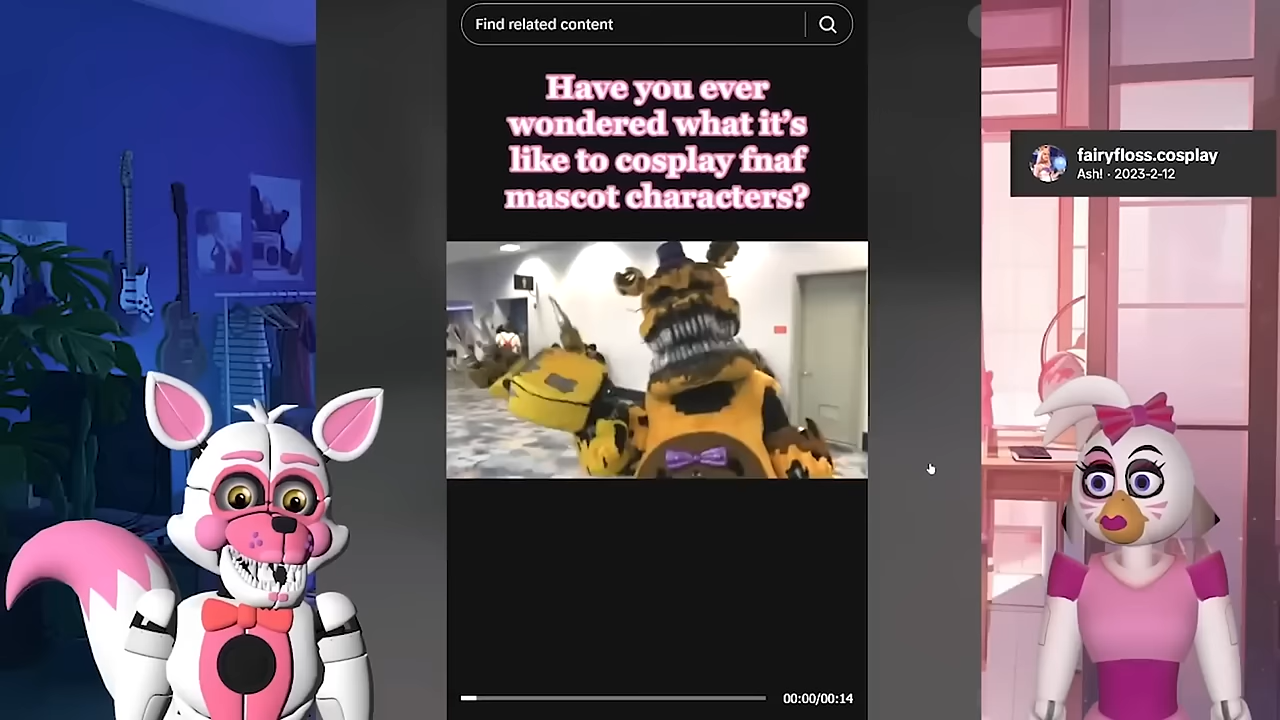 Find related content
Have you ever
wondered what it's
like to cosplay fnaf
mascot characters?
fairyfloss.cosplay
Ash! · 2023-2-12
00:00/00:14